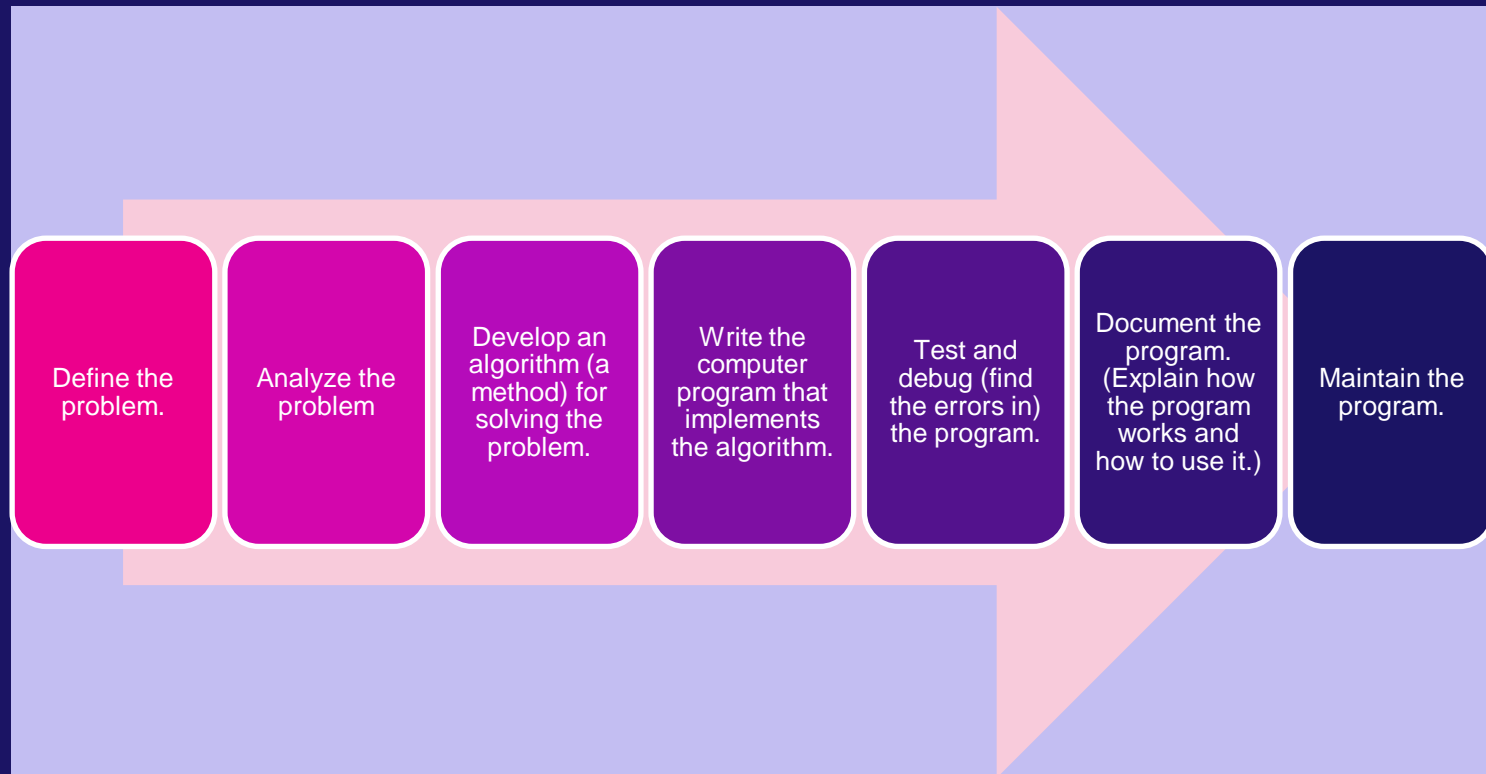 Define the
problem.
Analyze the
problem
Develop an
algorithm (a
method) for
solving the
problem.
Write the
computer
program that
implements
the algorithm.
Test and
debug (find
the errors in)
the program.
Document the
program.
(Explain how
the program
works and
how to use it.)
Maintain the
program.